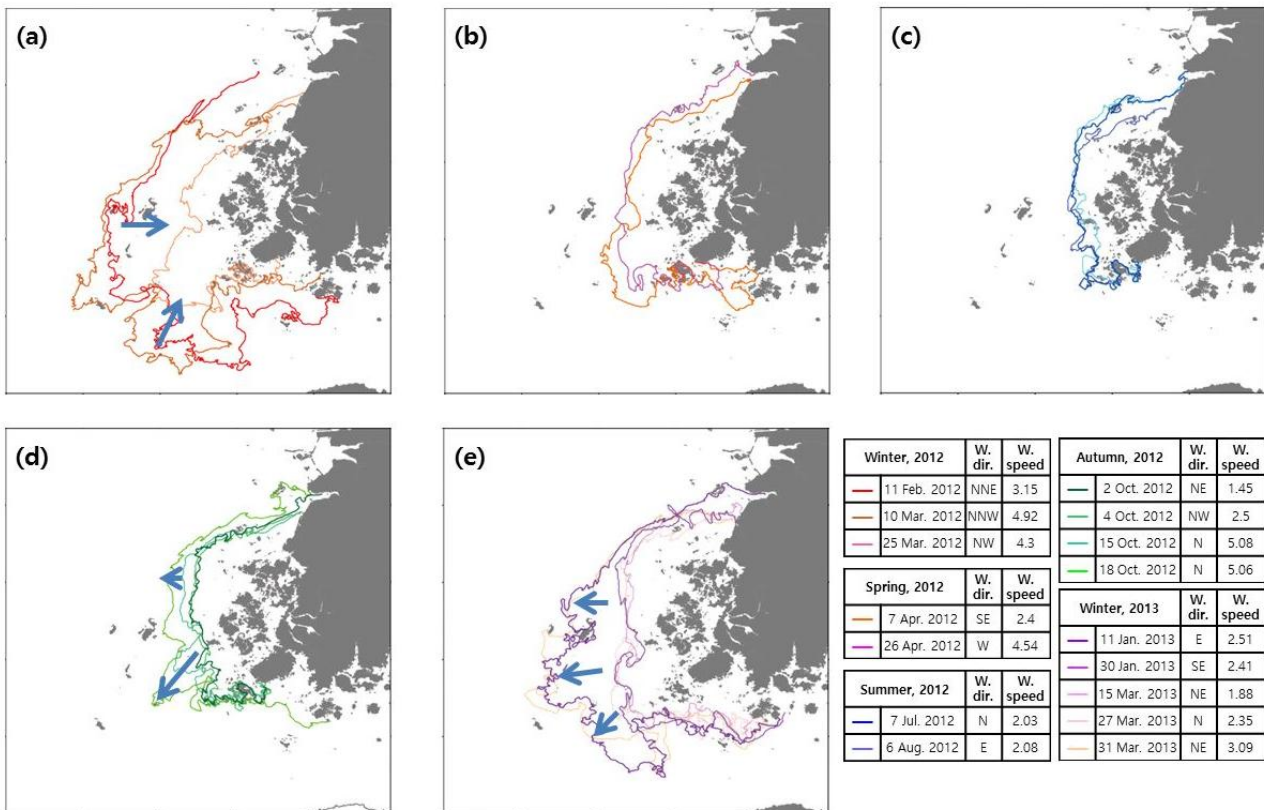 (a)
(b)
(c)
(d)
(e)
Winter, 2012 W. dir. W. speed
11 Feb. 2012 NNE 3.15
10 Mar. 2012 NNW 4.92
25 Mar. 2012 NW 4.3
Spring, 2012
7 Apr. 2012 SE 2.4
26 Apr. 2012 W 4.54
Summer, 2012
7 Jul. 2012 N 2.03
6 Aug. 2012 E 2.08
Autumn, 2012 W. dir. W. speed
2 Oct. 2012 NE 1.45
4 Oct. 2012 NW 2.5
15 Oct. 2012 N 5.08
18 Oct. 2012 N 5.06
Winter, 2013 W. dir. W. speed
11 Jan. 2013 E 2.51
30 Jan. 2013 SE 2.41
15 Mar. 2013 NE 1.88
27 Mar. 2013 N 2.35
31 Mar. 2013 NE 3.09